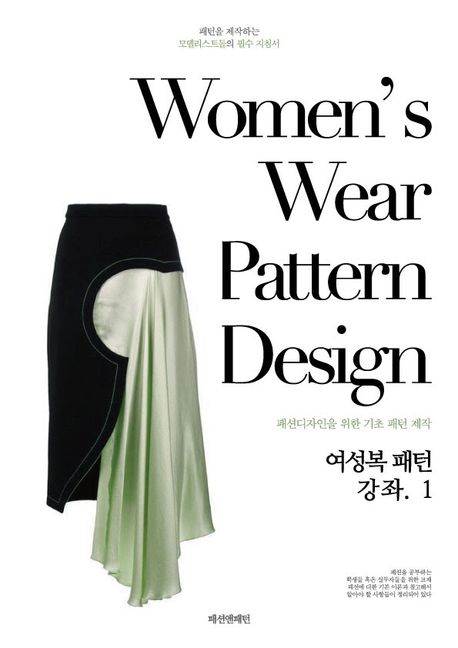 패턴을 제작하는
모델리스트들의 필수 지침서
Women's
Wear
Pattern
Design
패션디자인을 위한 기초 패턴 제작
여성복 패턴
강좌. 1
패션을 공부하는
학생들 혹은 실무자들을 위한 교재
패션에 대한 기본 이론과 참고해서
알아야 할 사항들이 정리되어 있다
패션앤패턴